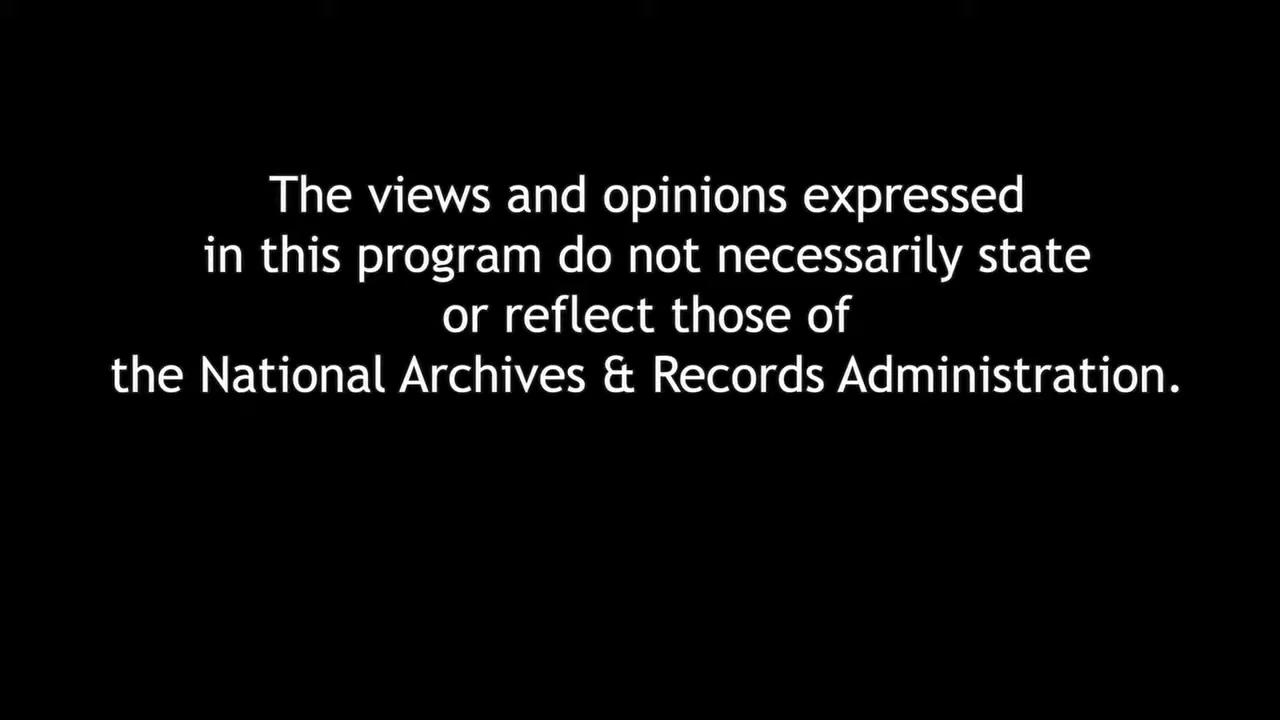 The views and opinions expressed
in this program do not necessarily state
or reflect those of
the National Archives & Records Administration.